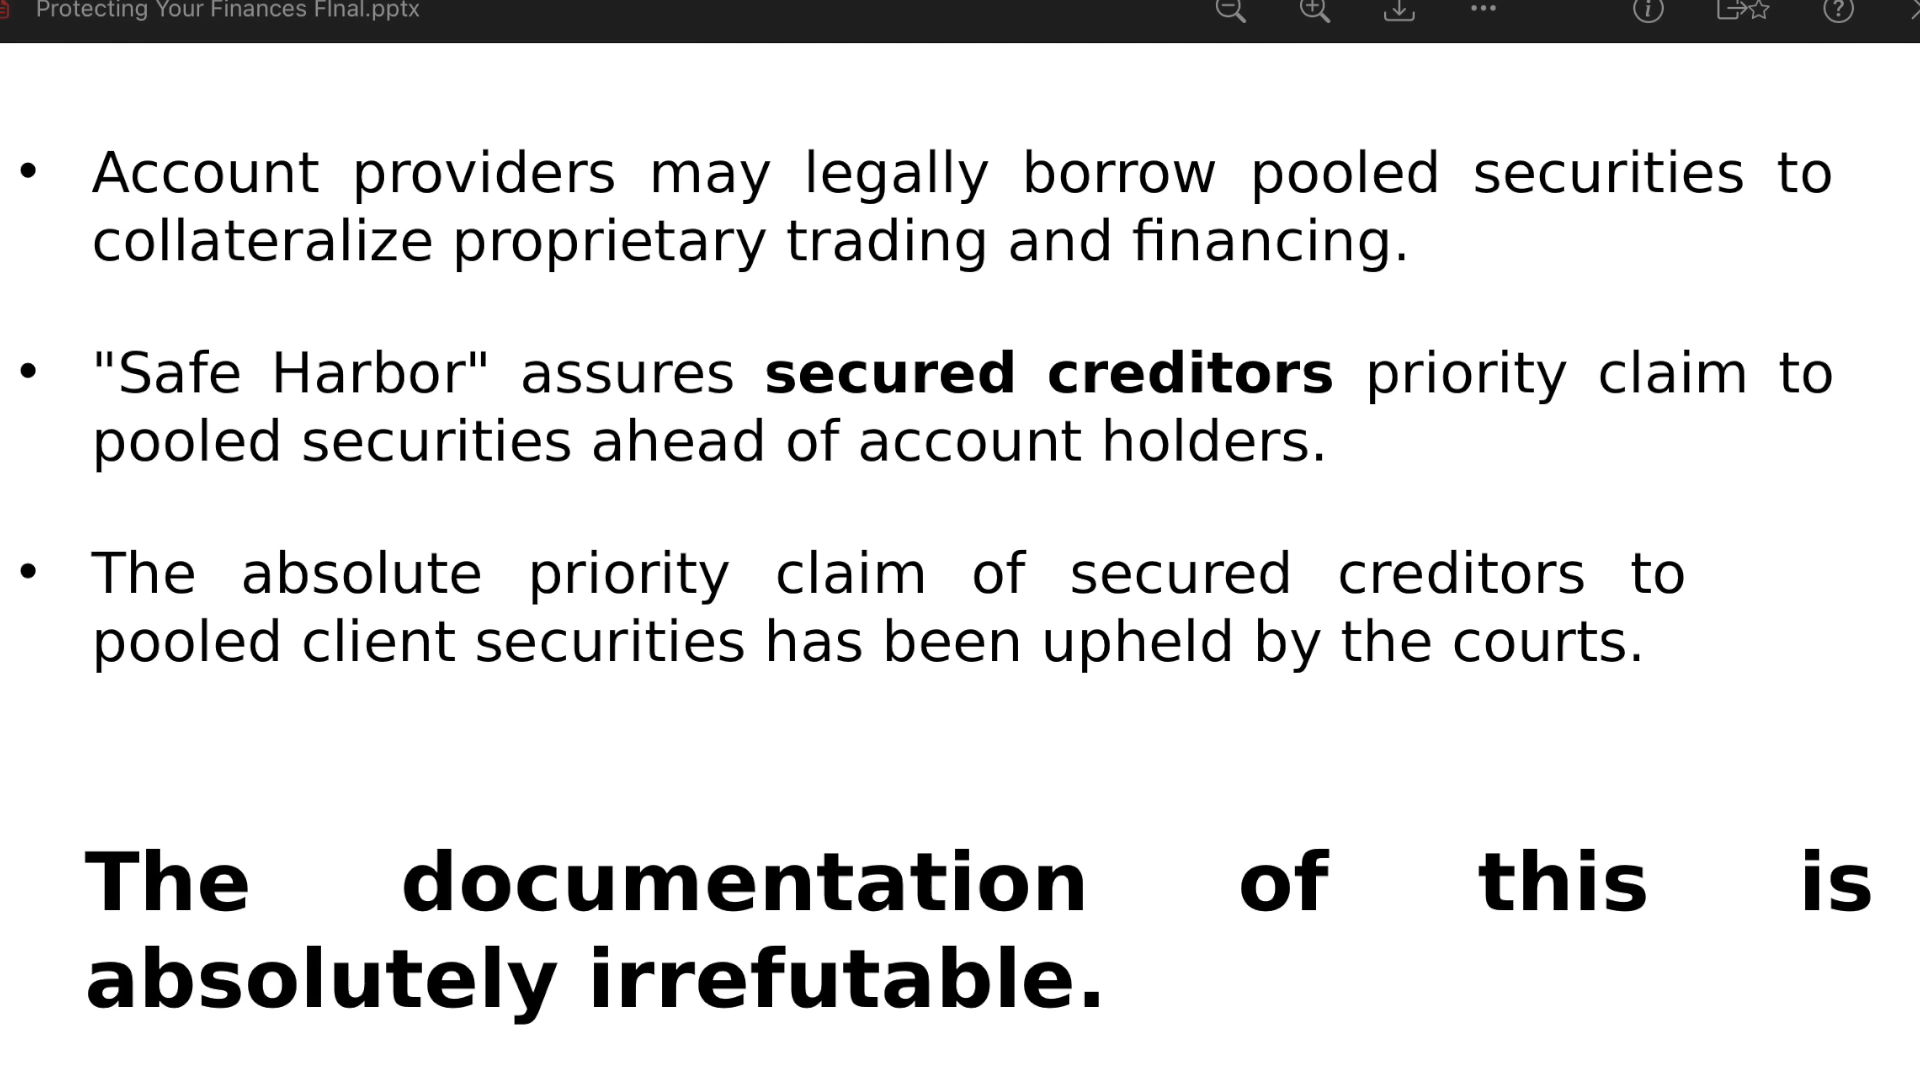 Protecting Your Finances FInal.pptx
• Account providers may legally borrow pooled securities to
collateralize proprietary trading and financing.
• "Safe Harbor" assures secured creditors priority claim to
pooled securities ahead of account holders.
• The absolute priority claim of secured creditors to
pooled client securities has been upheld by the courts.
The documentation of this is
absolutely irrefutable.